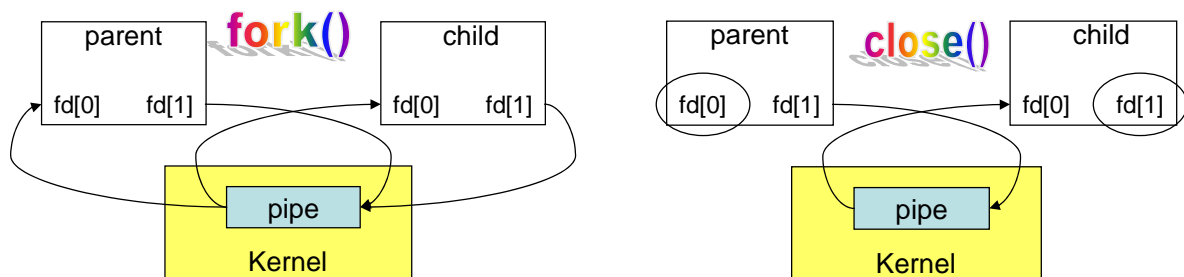 parent
fork()
child
fd[0] fd[1]
fd[0] fd[1]
pipe
Kernel
parent
close()
child
fd[0] fd[1]
fd[0] fd[1]
pipe
Kernel